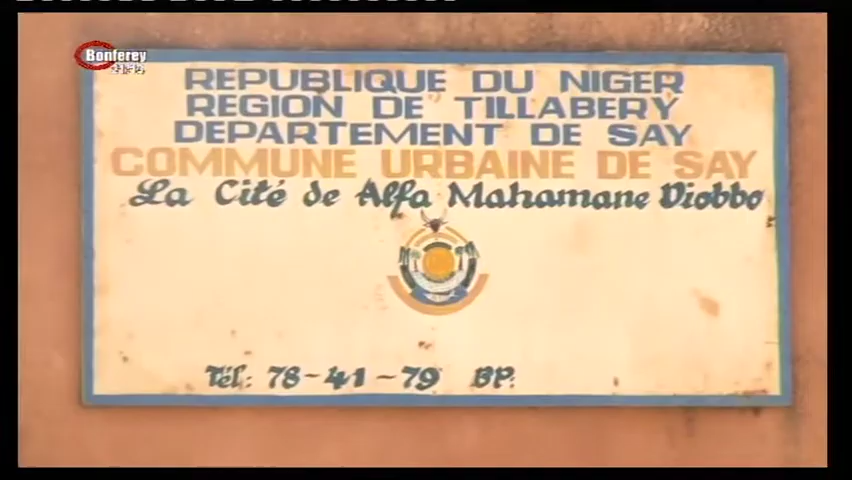 Bonferey
REPUBLIQUE DU NIGER
REGION DE TILLABERY
DEPARTEMENT DE SAY
COMMUNE URBAINE DE SAY
La Cité de Alfa Mahamane Diobbo
Tél: 78-41-79 BP: